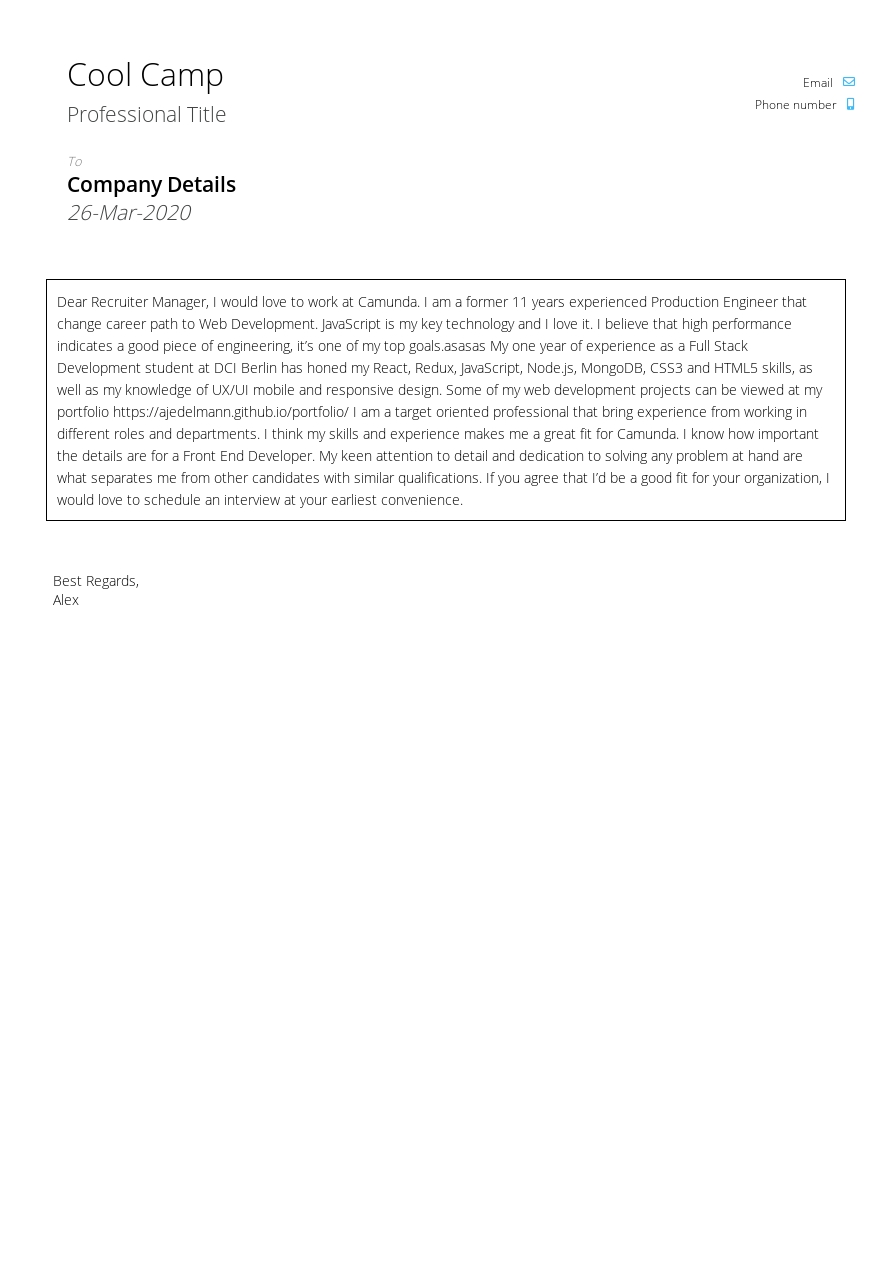 Cool Camp
Professional Title
Email
Phone number
To
Company Details
26-Mar-2020
Dear Recruiter Manager, I would love to work at Camunda. I am a former 11 years experienced Production Engineer that
change career path to Web Development. JavaScript is my key technology and I love it. I believe that high performance
indicates a good piece of engineering, it’s one of my top goals.asasas My one year of experience as a Full Stack
Development student at DCI Berlin has honed my React, Redux, JavaScript, Node.js, MongoDB, CSS3 and HTML5 skills, as
well as my knowledge of UX/UI mobile and responsive design. Some of my web development projects can be viewed at my
portfolio https://ajedelmann.github.io/portfolio/ I am a target oriented professional that bring experience from working in
different roles and departments. I think my skills and experience makes me a great fit for Camunda. I know how important
the details are for a Front End Developer. My keen attention to detail and dedication to solving any problem at hand are
what separates me from other candidates with similar qualifications. If you agree that I’d be a good fit for your organization, I
would love to schedule an interview at your earliest convenience.
Best Regards,
Alex